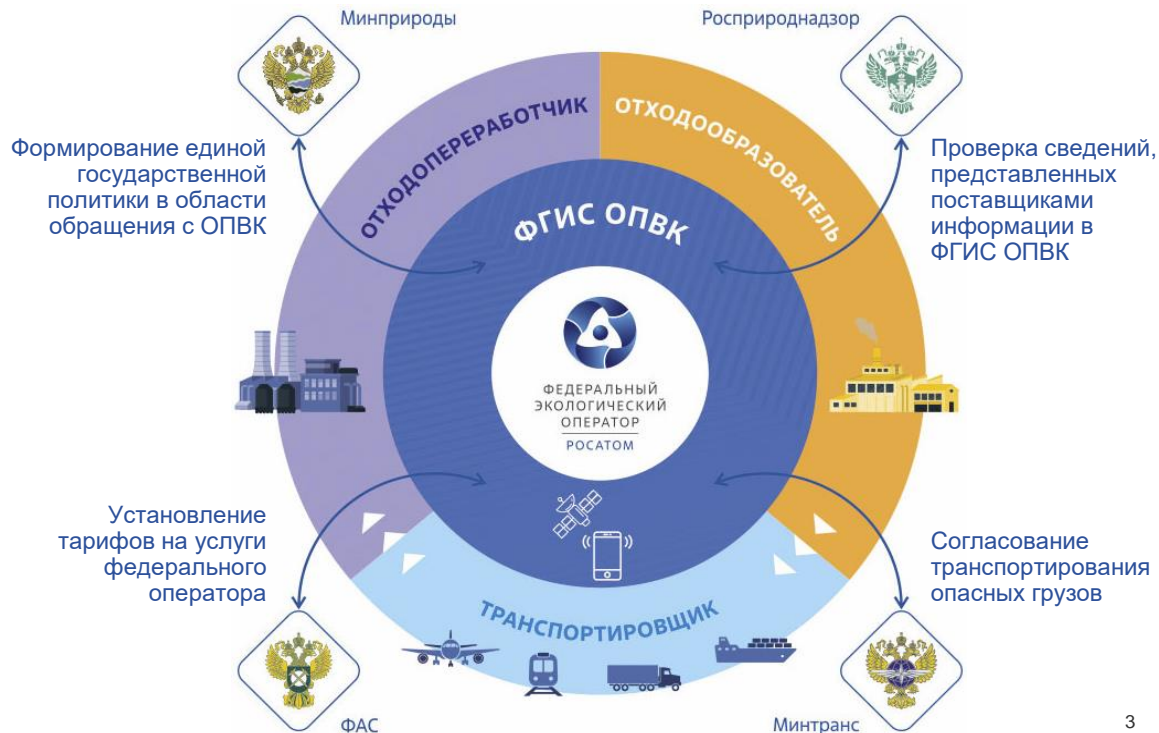 Минприроды
Росприроднадзор
Формирование единой
государственной
политики в области
обращения с ОПВК
ОТХОДОПЕРЕРАБОТЧИК
ОТХОДООБРАЗОВАТЕЛЬ
Проверка сведений,
представленных
поставщиками
информации в
ФГИС ОПВК
ФГИС ОПВК
ФЕДЕРАЛЬНЫЙ
ЭКОЛОГИЧЕСКИЙ
ОПЕРАТОР
РОСАТОМ
Установление
тарифов на услуги
федерального
оператора
Согласование
транспортирования
опасных грузов
ТРАНСПОРТИРОВЩИК
ФАС
Минтранс
3